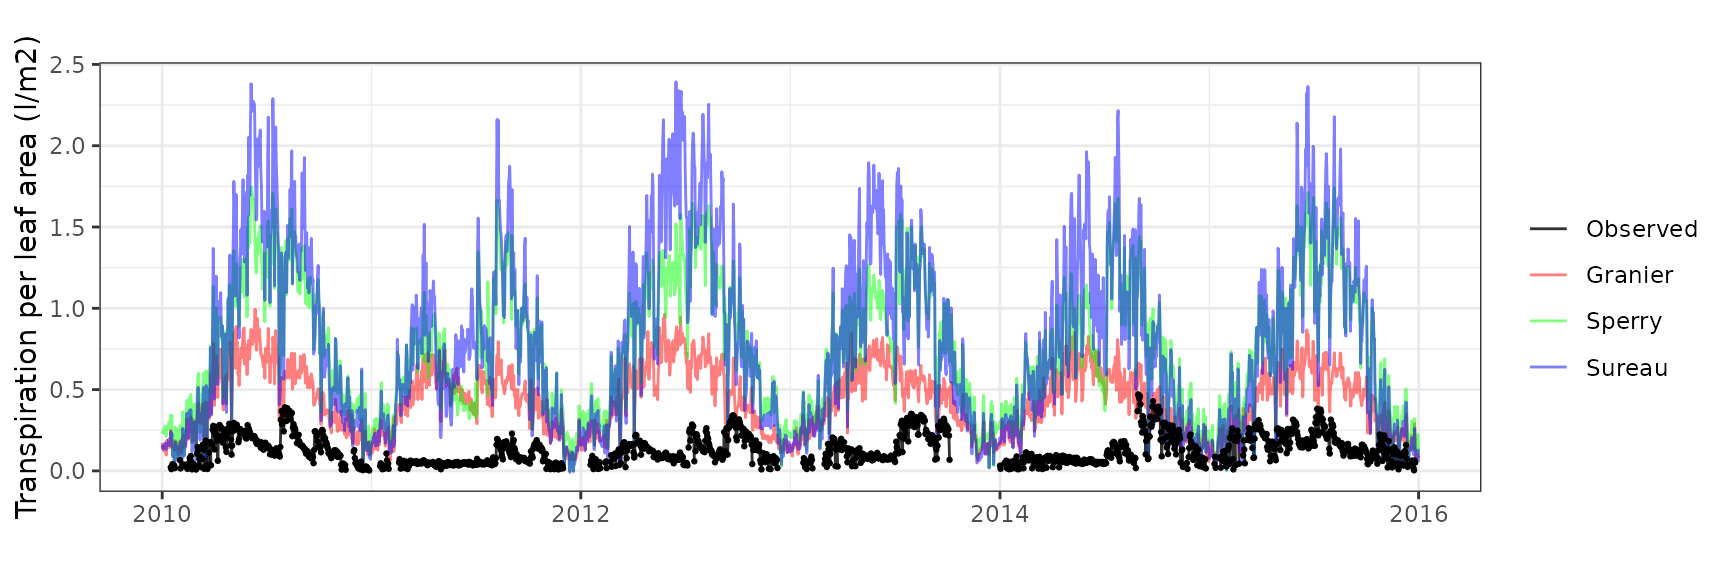 Transpiration per leaf area (l/m2)
2.5
2.0
1.5
1.0
0.5
0.0
2010
2012
2014
2016
Observed
Granier
Sperry
Sureau